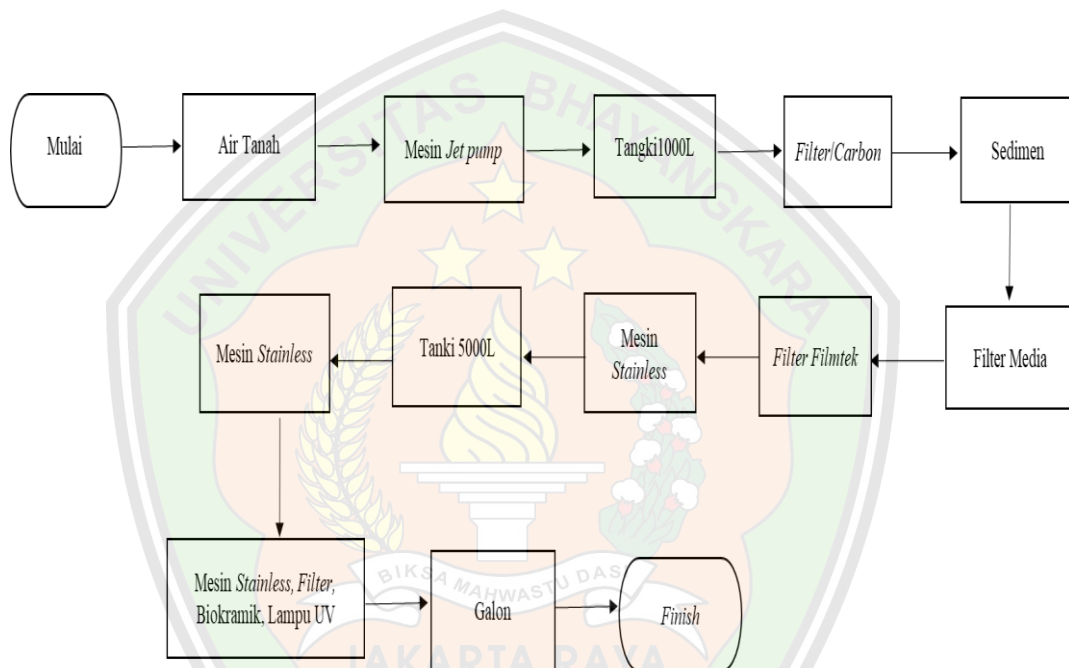 UNIVERSITAS BHAYANGKARA
Mulai
Air Tanah
Mesin Jet pump
Tangki1000L
Filter/Carbon
Sedimen
Filter Media
Filter Filmtek
Mesin
Stainless
Tanki 5000L
Mesin Stainless
Mesin Stainless, Filter,
Biokramik, Lampu UV
Galon
Finish
BIKSA MAHWASTU DAS
JAKARTA RAYA